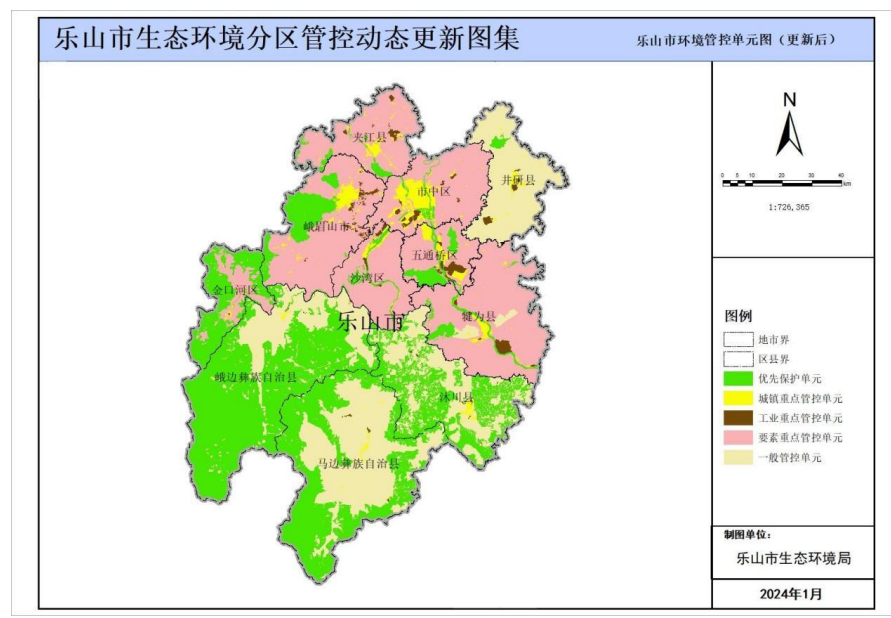 乐山市生态环境分区管控动态更新图集
乐山市环境管控单元图（更新后）
N
0 5 10 20 30 40
km
1:726,365
夹江县
井研县
市中区
峨眉山市
五通桥区
沙湾区
金口河区
犍为县
乐山市
峨边彝族自治县
沐川县
马边彝族自治县
图例
地市界
区县界
优先保护单元
城镇重点管控单元
工业重点管控单元
要素重点管控单元
一般管控单元
制图单位：
乐山市生态环境局
2024年1月